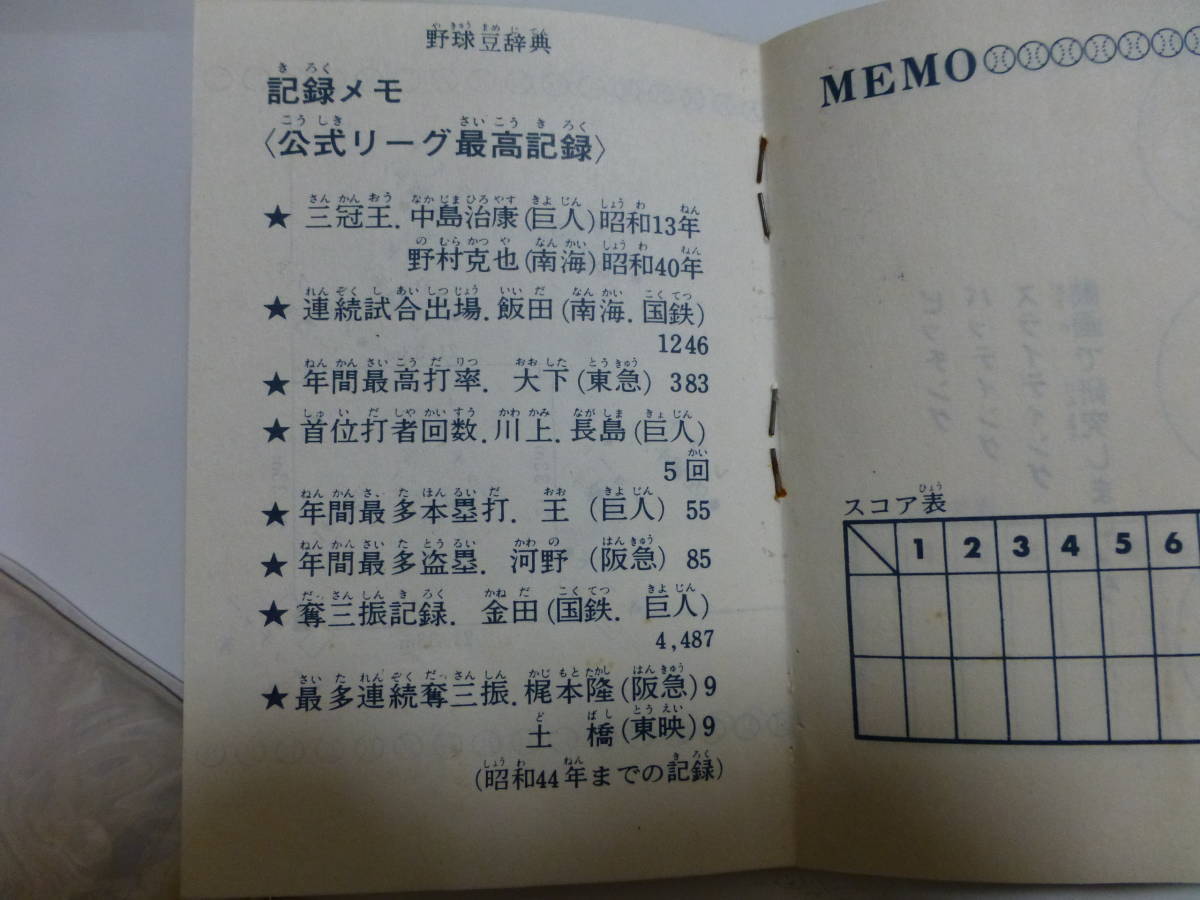 野球豆辞典
記録メモ
〈公式リーグ最高記録〉
★三冠王.中島治康(巨人)昭和13年
野村克也(南海)昭和40年
★連続試合出場.飯田(南海.国鉄)
1246
★年間最高打率.大下(東急)383
★首位打者回数.川上.長島(巨人)
5回
★年間最多本塁打.王(巨人)55
★年間最多盗塁.河野(阪急)85
★奪三振記録.金田(国鉄.巨人)
4,487
★最多連続奪三振.梶本隆(阪急)9
土橋(東映)9
(昭和44年までの記録)
MEMO
スコア表
1 2 3 4 5 6